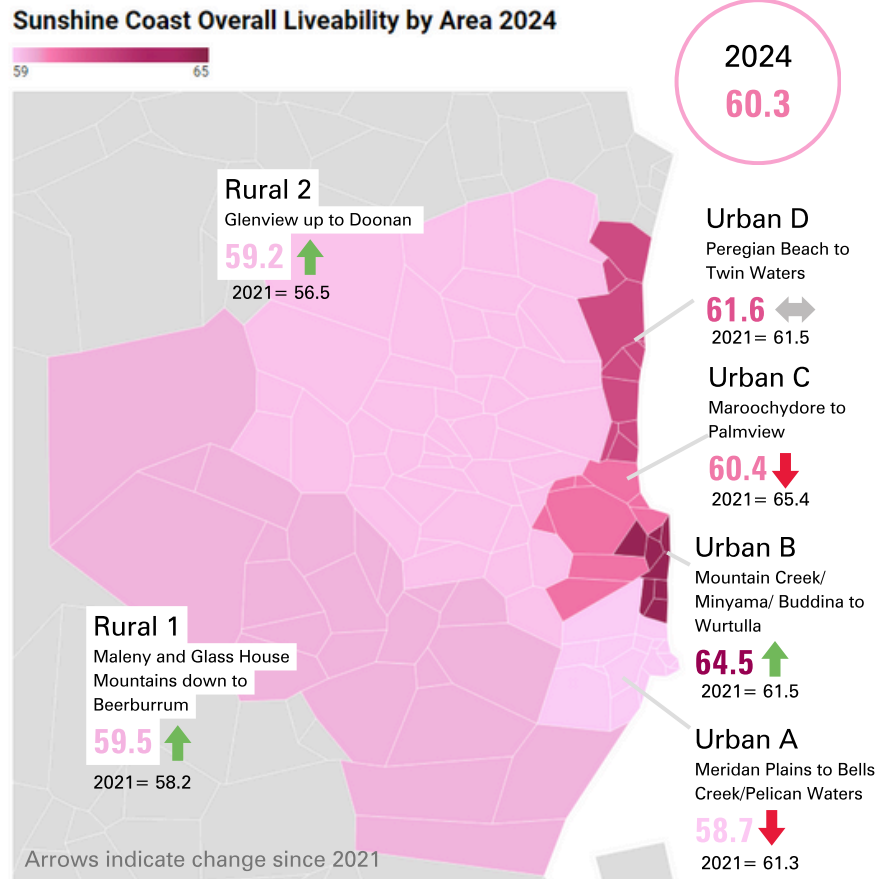 Sunshine Coast Overall Liveability by Area 2024
59 65
2024
60.3
Rural 2
Glenview up to Doonan
59.2
2021= 56.5
Urban D
Peregian Beach to
Twin Waters
61.6
2021= 61.5
Urban C
Maroochydore to
Palmview
60.4
2021= 65.4
Urban B
Mountain Creek/
Minyama/ Buddina to
Wurtulla
64.5
2021= 61.5
Rural 1
Maleny and Glass House
Mountains down to
Beerburrum
59.5
2021= 58.2
Urban A
Meridan Plains to Bells
Creek/Pelican Waters
58.7
2021= 61.3
Arrows indicate change since 2021